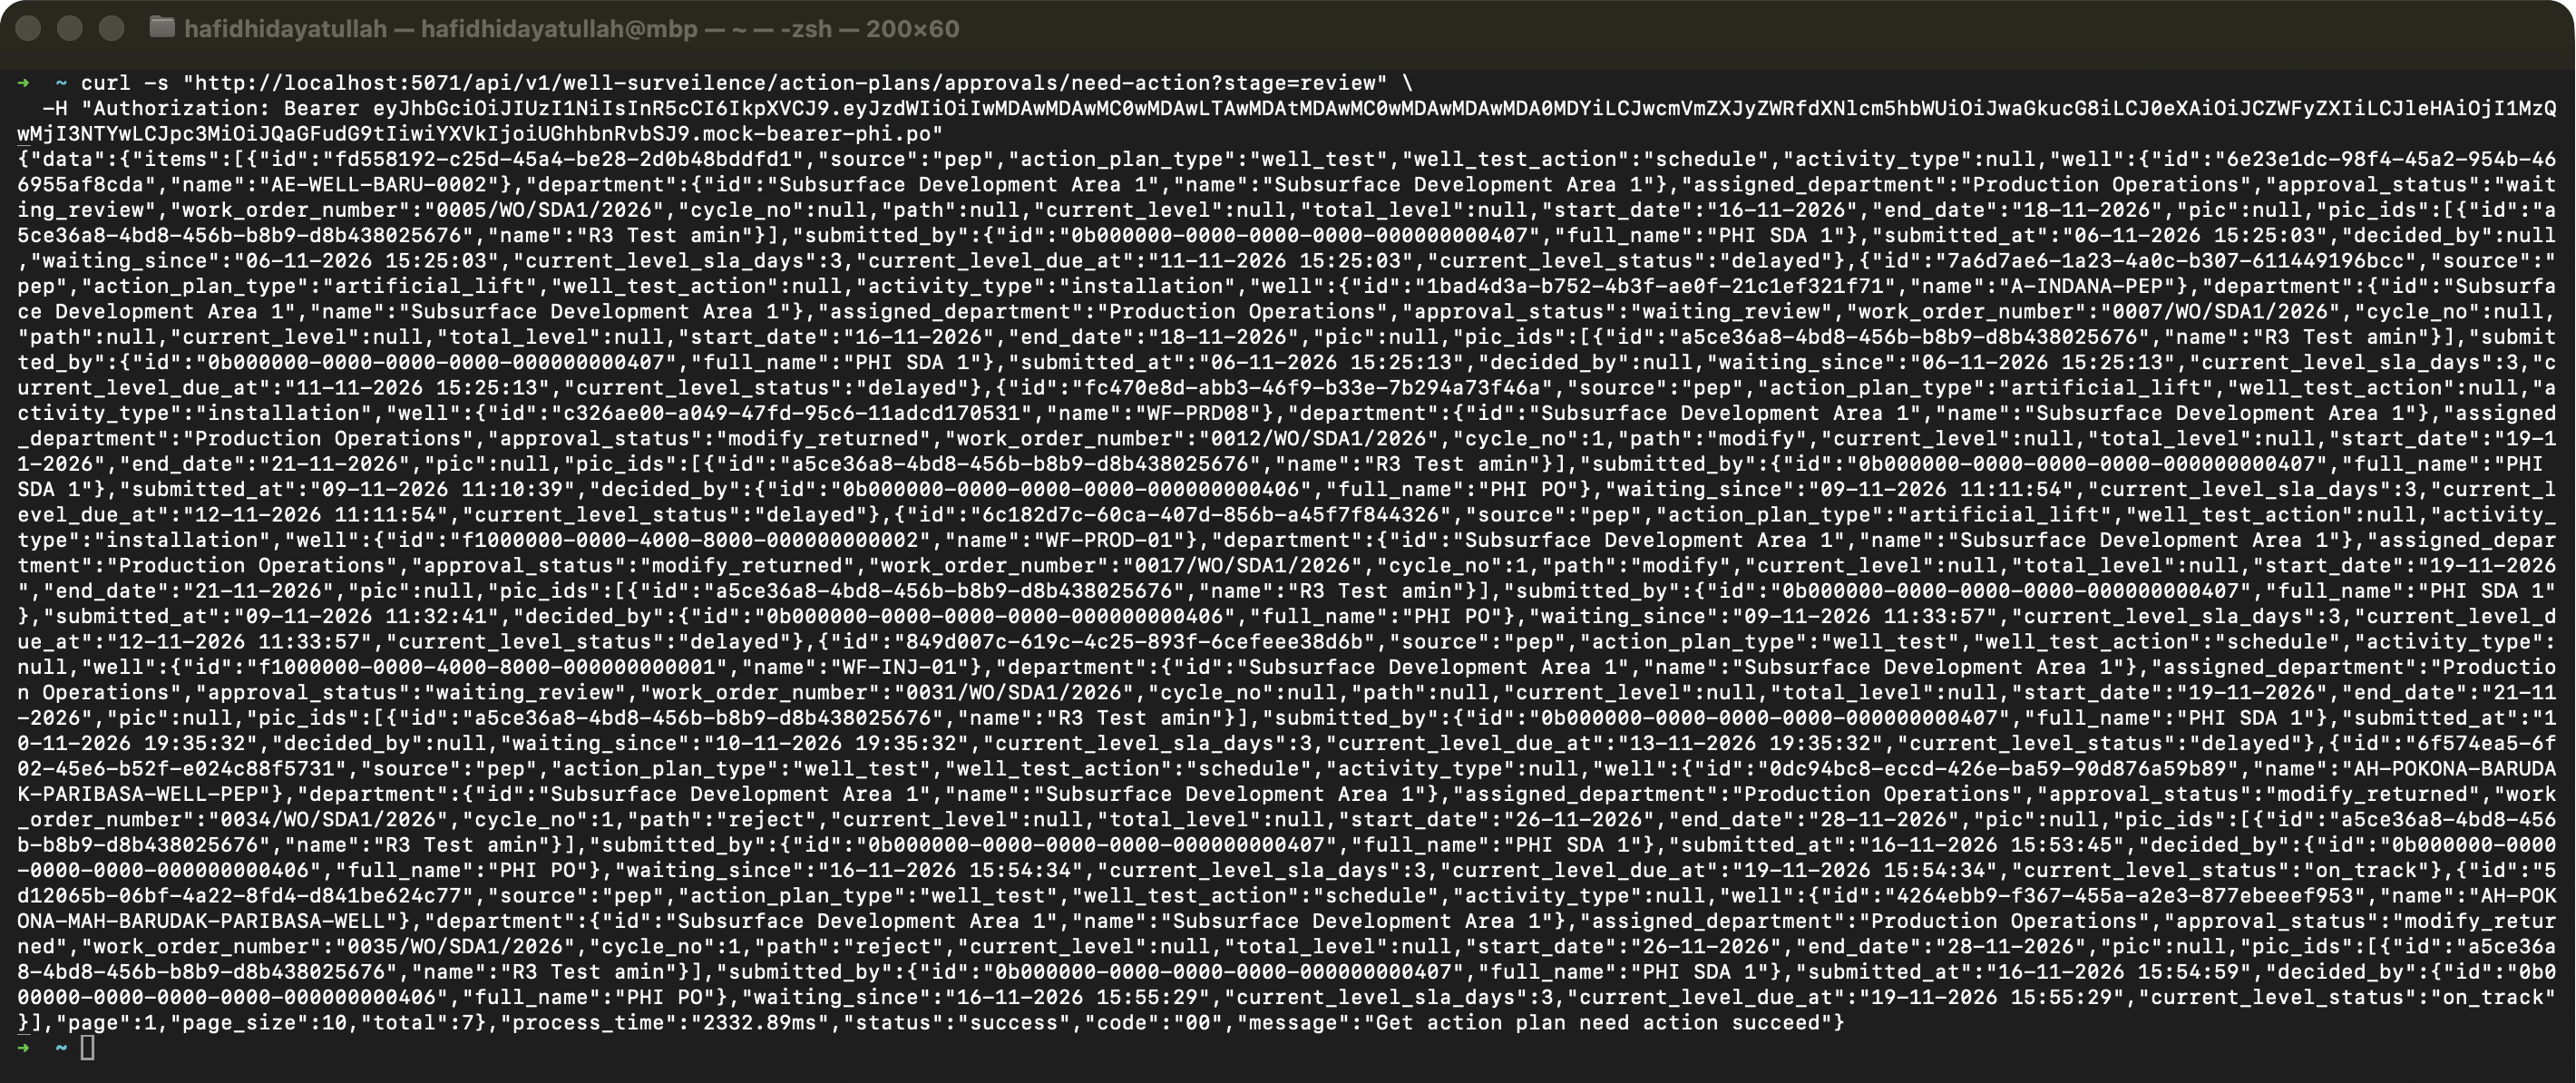 hafidhidayatullah — hafidhidayatullah@mbp — ~ — -zsh — 200×60
➜  ~ curl -s "http://localhost:5071/api/v1/well-surveilence/action-plans/approvals/need-action?stage=review" \
  -H "Authorization: Bearer eyJhbGciOiJIUzI1NiIsInR5cCI6IkpXVCJ9.eyJzdWIiOiIwMDAwMDAwMC0wMDAwLTAwMDAtMDAwMC0wMDAwMDAwMDA0MDYiLCJwcmVmZXJyZWRfdXNlcm5hbWUiOiJwaGkucG8iLCJ0eXAiOiJCZWFyZXIiLCJleHAiOjI1MzQ
wMjI3NTYwLCJpc3MiOiJQaGFudG9tIiwiYXVkIjoiUGhhbnRvbSJ9.mock-bearer-phi.po"
{"data":{"items":[{"id":"fd558192-c25d-45a4-be28-2d0b48bddfd1","source":"pep","action_plan_type":"well_test","well_test_action":"schedule","activity_type":null,"well":{"id":"6e23e1dc-98f4-45a2-954b-46
6955af8cda","name":"AE-WELL-BARU-0002"},"department":{"id":"Subsurface Development Area 1","name":"Subsurface Development Area 1"},"assigned_department":"Production Operations","approval_status":"wait
ing_review","work_order_number":"0005/WO/SDA1/2026","cycle_no":null,"path":null,"current_level":null,"total_level":null,"start_date":"16-11-2026","end_date":"18-11-2026","pic":null,"pic_ids":[{"id":"a
5ce36a8-4bd8-456b-b8b9-d8b438025676","name":"R3 Test amin"}],"submitted_by":{"id":"0b000000-0000-0000-0000-000000000407","full_name":"PHI SDA 1"},"submitted_at":"06-11-2026 15:25:03","decided_by":null
,"waiting_since":"06-11-2026 15:25:03","current_level_sla_days":3,"current_level_due_at":"11-11-2026 15:25:03","current_level_status":"delayed"},{"id":"7a6d7ae6-1a23-4a0c-b307-611449196bcc","source":"
pep","action_plan_type":"artificial_lift","well_test_action":null,"activity_type":"installation","well":{"id":"1bad4d3a-b752-4b3f-ae0f-21c1ef321f71","name":"A-INDANA-PEP"},"department":{"id":"Subsurfa
ce Development Area 1","name":"Subsurface Development Area 1"},"assigned_department":"Production Operations","approval_status":"waiting_review","work_order_number":"0007/WO/SDA1/2026","cycle_no":null,
"path":null,"current_level":null,"total_level":null,"start_date":"16-11-2026","end_date":"18-11-2026","pic":null,"pic_ids":[{"id":"a5ce36a8-4bd8-456b-b8b9-d8b438025676","name":"R3 Test amin"}],"submit
ted_by":{"id":"0b000000-0000-0000-0000-000000000407","full_name":"PHI SDA 1"},"submitted_at":"06-11-2026 15:25:13","decided_by":null,"waiting_since":"06-11-2026 15:25:13","current_level_sla_days":3,"c
urrent_level_due_at":"11-11-2026 15:25:13","current_level_status":"delayed"},{"id":"fc470e8d-abb3-46f9-b33e-7b294a73f46a","source":"pep","action_plan_type":"artificial_lift","well_test_action":null,"a
ctivity_type":"installation","well":{"id":"c326ae00-a049-47fd-95c6-11adcd170531","name":"WF-PRD08"},"department":{"id":"Subsurface Development Area 1","name":"Subsurface Development Area 1"},"assigned
_department":"Production Operations","approval_status":"modify_returned","work_order_number":"0012/WO/SDA1/2026","cycle_no":1,"path":"modify","current_level":null,"total_level":null,"start_date":"19-1
1-2026","end_date":"21-11-2026","pic":null,"pic_ids":[{"id":"a5ce36a8-4bd8-456b-b8b9-d8b438025676","name":"R3 Test amin"}],"submitted_by":{"id":"0b000000-0000-0000-0000-000000000407","full_name":"PHI
SDA 1"},"submitted_at":"09-11-2026 11:10:39","decided_by":{"id":"0b000000-0000-0000-0000-000000000406","full_name":"PHI PO"},"waiting_since":"09-11-2026 11:11:54","current_level_sla_days":3,"current_l
evel_due_at":"12-11-2026 11:11:54","current_level_status":"delayed"},{"id":"6c182d7c-60ca-407d-856b-a45f7f844326","source":"pep","action_plan_type":"artificial_lift","well_test_action":null,"activity_
type":"installation","well":{"id":"f1000000-0000-4000-8000-000000000002","name":"WF-PROD-01"},"department":{"id":"Subsurface Development Area 1","name":"Subsurface Development Area 1"},"assigned_depar
tment":"Production Operations","approval_status":"modify_returned","work_order_number":"0017/WO/SDA1/2026","cycle_no":1,"path":"modify","current_level":null,"total_level":null,"start_date":"19-11-2026
","end_date":"21-11-2026","pic":null,"pic_ids":[{"id":"a5ce36a8-4bd8-456b-b8b9-d8b438025676","name":"R3 Test amin"}],"submitted_by":{"id":"0b000000-0000-0000-0000-000000000407","full_name":"PHI SDA 1"
},"submitted_at":"09-11-2026 11:32:41","decided_by":{"id":"0b000000-0000-0000-0000-000000000406","full_name":"PHI PO"},"waiting_since":"09-11-2026 11:33:57","current_level_sla_days":3,"current_level_d
ue_at":"12-11-2026 11:33:57","current_level_status":"delayed"},{"id":"849d007c-619c-4c25-893f-6cefeee38d6b","source":"pep","action_plan_type":"well_test","well_test_action":"schedule","activity_type":
null,"well":{"id":"f1000000-0000-4000-8000-000000000001","name":"WF-INJ-01"},"department":{"id":"Subsurface Development Area 1","name":"Subsurface Development Area 1"},"assigned_department":"Productio
n Operations","approval_status":"waiting_review","work_order_number":"0031/WO/SDA1/2026","cycle_no":null,"path":null,"current_level":null,"total_level":null,"start_date":"19-11-2026","end_date":"21-11
-2026","pic":null,"pic_ids":[{"id":"a5ce36a8-4bd8-456b-b8b9-d8b438025676","name":"R3 Test amin"}],"submitted_by":{"id":"0b000000-0000-0000-0000-000000000407","full_name":"PHI SDA 1"},"submitted_at":"1
0-11-2026 19:35:32","decided_by":null,"waiting_since":"10-11-2026 19:35:32","current_level_sla_days":3,"current_level_due_at":"13-11-2026 19:35:32","current_level_status":"delayed"},{"id":"6f574ea5-6f
02-45e6-b52f-e024c88f5731","source":"pep","action_plan_type":"well_test","well_test_action":"schedule","activity_type":null,"well":{"id":"0dc94bc8-eccd-426e-ba59-90d876a59b89","name":"AH-POKONA-BARUDA
K-PARIBASA-WELL-PEP"},"department":{"id":"Subsurface Development Area 1","name":"Subsurface Development Area 1"},"assigned_department":"Production Operations","approval_status":"modify_returned","work
_order_number":"0034/WO/SDA1/2026","cycle_no":1,"path":"reject","current_level":null,"total_level":null,"start_date":"26-11-2026","end_date":"28-11-2026","pic":null,"pic_ids":[{"id":"a5ce36a8-4bd8-456
b-b8b9-d8b438025676","name":"R3 Test amin"}],"submitted_by":{"id":"0b000000-0000-0000-0000-000000000407","full_name":"PHI SDA 1"},"submitted_at":"16-11-2026 15:53:45","decided_by":{"id":"0b000000-0000
-0000-0000-000000000406","full_name":"PHI PO"},"waiting_since":"16-11-2026 15:54:34","current_level_sla_days":3,"current_level_due_at":"19-11-2026 15:54:34","current_level_status":"on_track"},{"id":"5
d12065b-06bf-4a22-8fd4-d841be624c77","source":"pep","action_plan_type":"well_test","well_test_action":"schedule","activity_type":null,"well":{"id":"4264ebb9-f367-455a-a2e3-877ebeeef953","name":"AH-POK
ONA-MAH-BARUDAK-PARIBASA-WELL"},"department":{"id":"Subsurface Development Area 1","name":"Subsurface Development Area 1"},"assigned_department":"Production Operations","approval_status":"modify_retur
ned","work_order_number":"0035/WO/SDA1/2026","cycle_no":1,"path":"reject","current_level":null,"total_level":null,"start_date":"26-11-2026","end_date":"28-11-2026","pic":null,"pic_ids":[{"id":"a5ce36a
8-4bd8-456b-b8b9-d8b438025676","name":"R3 Test amin"}],"submitted_by":{"id":"0b000000-0000-0000-0000-000000000407","full_name":"PHI SDA 1"},"submitted_at":"16-11-2026 15:54:59","decided_by":{"id":"0b0
00000-0000-0000-0000-000000000406","full_name":"PHI PO"},"waiting_since":"16-11-2026 15:55:29","current_level_sla_days":3,"current_level_due_at":"19-11-2026 15:55:29","current_level_status":"on_track"
}],"page":1,"page_size":10,"total":7},"process_time":"2332.89ms","status":"success","code":"00","message":"Get action plan need action succeed"}
➜  ~